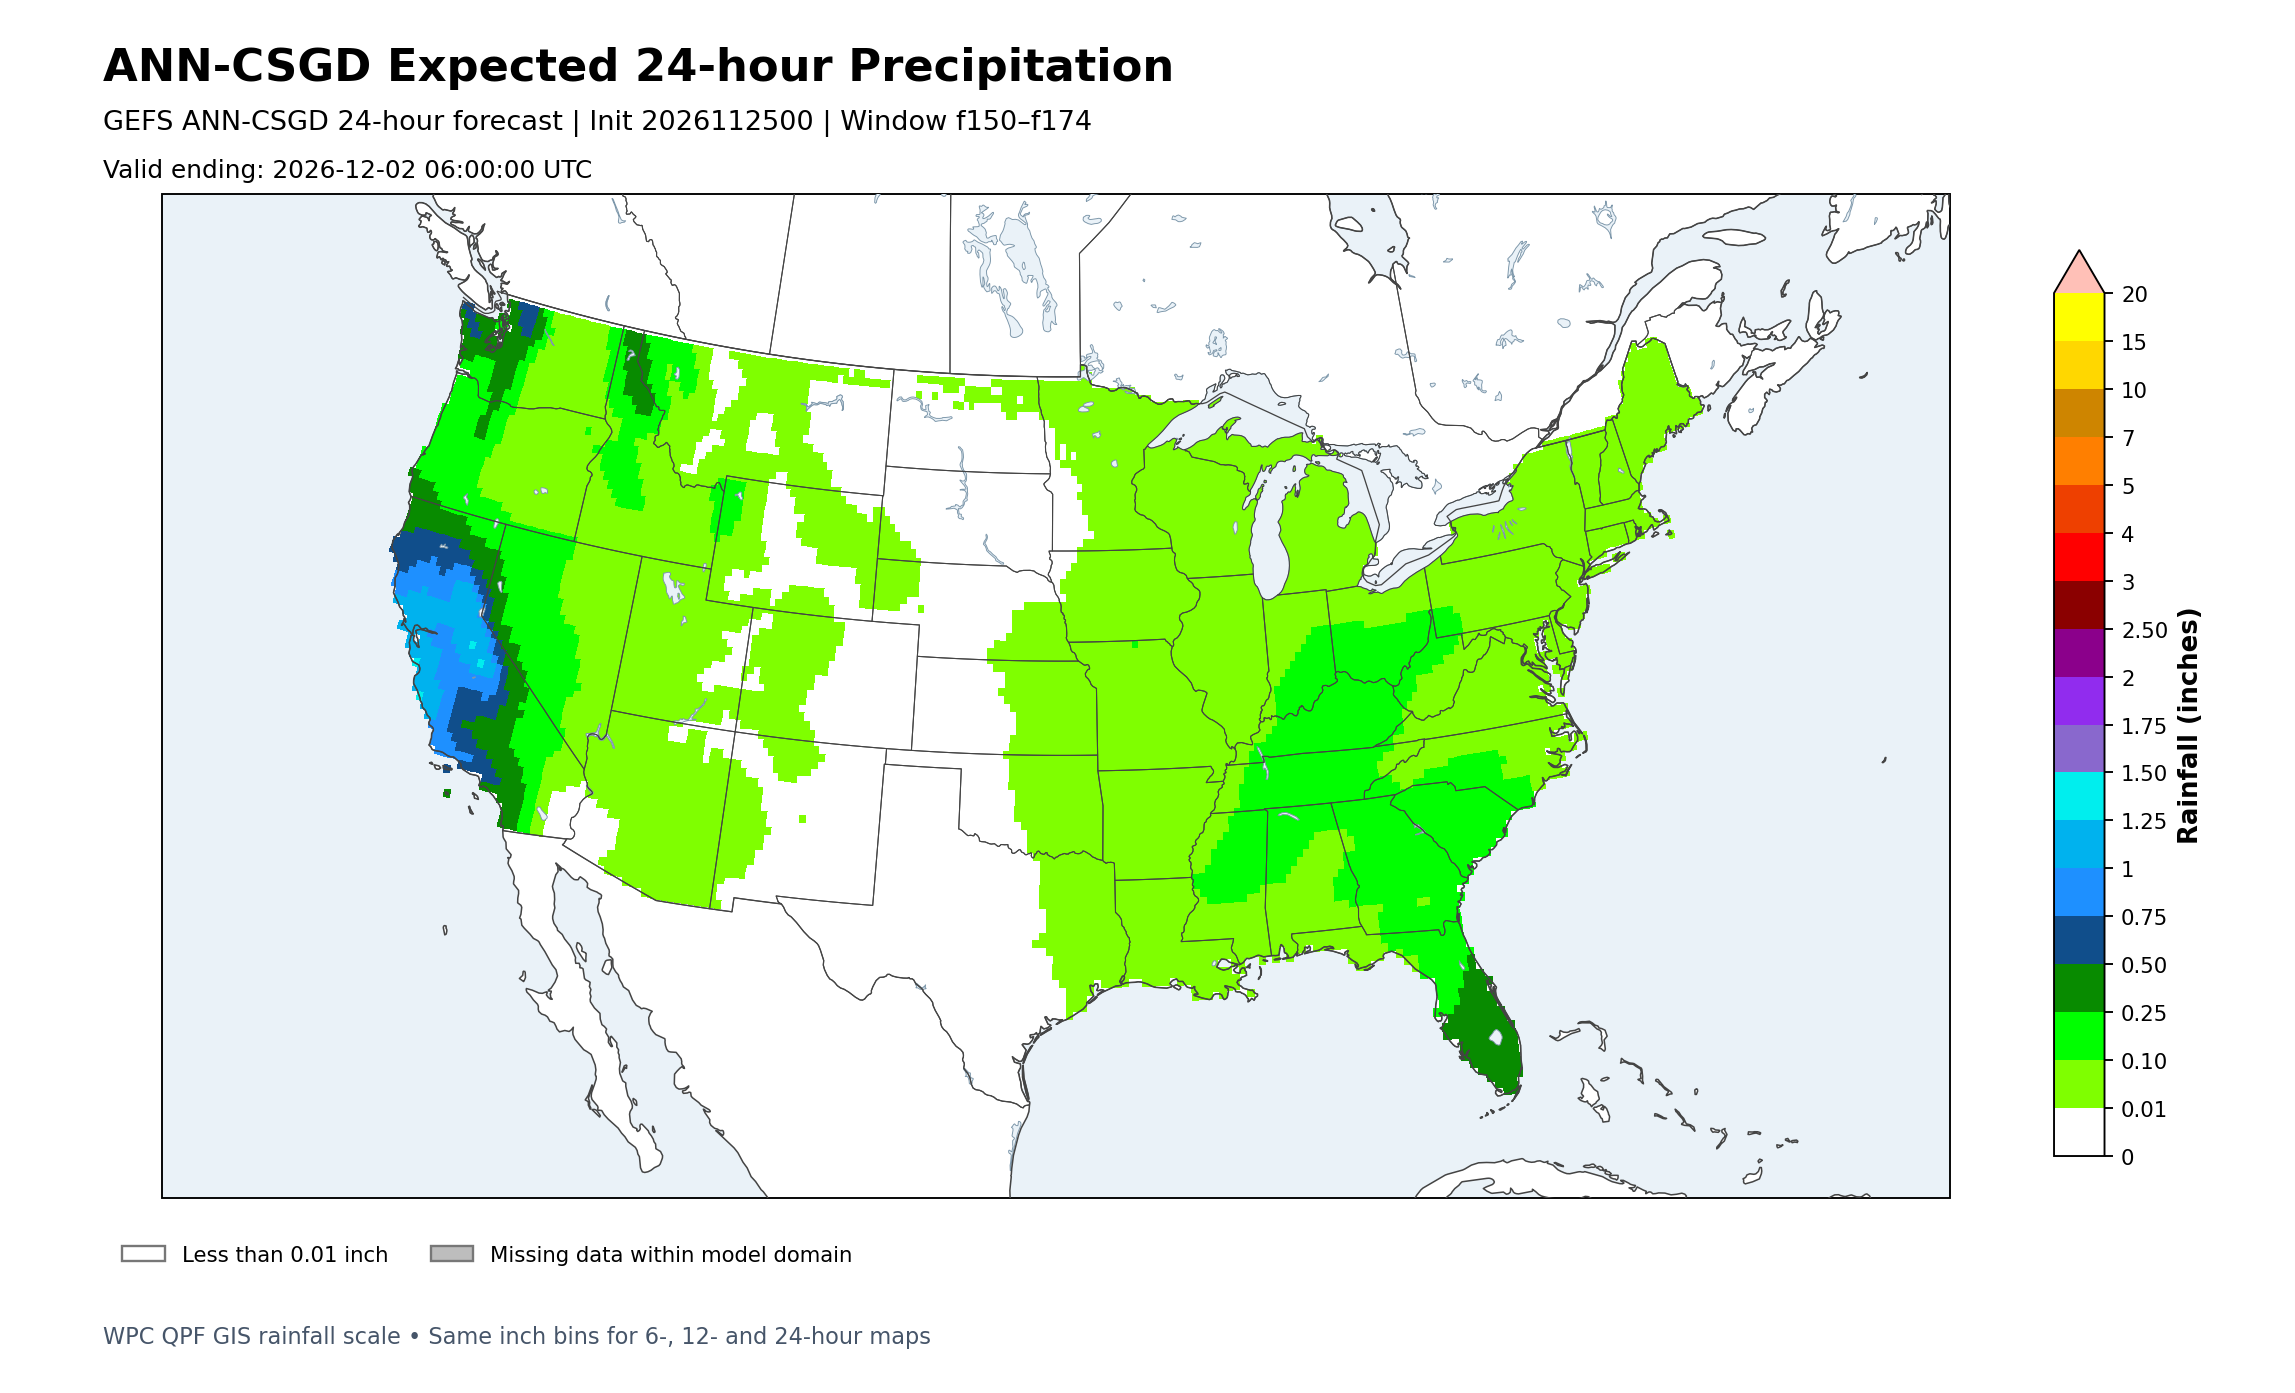 ANN-CSGD Expected 24-hour Precipitation
GEFS ANN-CSGD 24-hour forecast | Init 2026112500 | Window f150–f174
Valid ending: 2026-12-02 06:00:00 UTC
20
15
10
7
5
4
3
2.50
2
1.75
1.50
1.25
1
0.75
0.50
0.25
0.10
0.01
0
Rainfall (inches)
Less than 0.01 inch
Missing data within model domain
WPC QPF GIS rainfall scale • Same inch bins for 6-, 12- and 24-hour maps